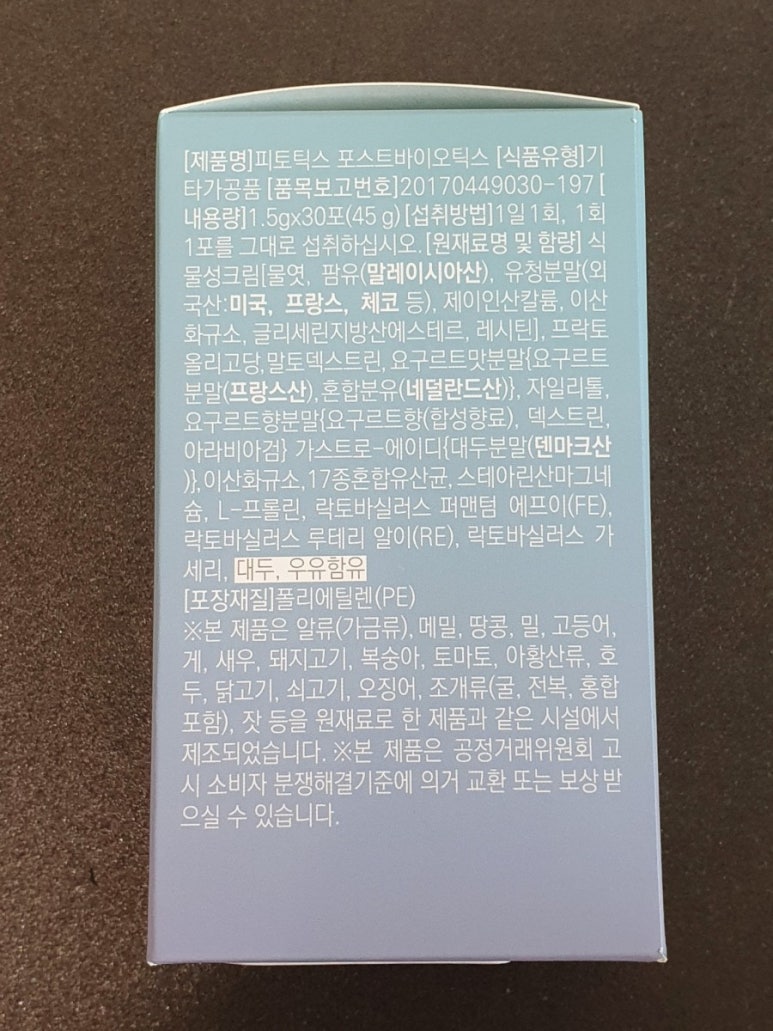 [제품명]피토틱스 포스트바이오틱스 [식품유형]기
타가공품 [품목보고번호]20170449030-197 [
내용량]1.5gx30포(45 g) [섭취방법]1일 1회, 1회
1포를 그대로 섭취하십시오. [원재료명 및 함량] 식
물성크림[물엿, 팜유(말레이시아산), 유청분말(외
국산:미국, 프랑스, 체코 등), 제이인산칼륨, 이산
화규소, 글리세린지방산에스테르, 레시틴], 프락토
올리고당, 말토덱스트린, 요구르트맛분말{요구르트
분말(프랑스산), 혼합분유(네덜란드산)}, 자일리톨,
요구르트향분말{요구르트향(합성향료), 덱스트린,
아라비아검} 가스트로-에이디{대두분말(덴마크산
)}, 이산화규소, 17종혼합유산균, 스테아린산마그네
슘, L-프롤린, 락토바실러스 퍼맨텀 에프이(FE),
락토바실러스 루테리 알이(RE), 락토바실러스 가
세리, 대두, 우유함유
[포장재질]폴리에틸렌(PE)
※본 제품은 알류(가금류), 메밀, 땅콩, 밀, 고등어,
게, 새우, 돼지고기, 복숭아, 토마토, 아황산류, 호
두, 닭고기, 쇠고기, 오징어, 조개류(굴, 전복, 홍합
포함), 잣 등을 원재료로 한 제품과 같은 시설에서
제조되었습니다. ※본 제품은 공정거래위원회 고
시 소비자 분쟁해결기준에 의거 교환 또는 보상 받
으실 수 있습니다.